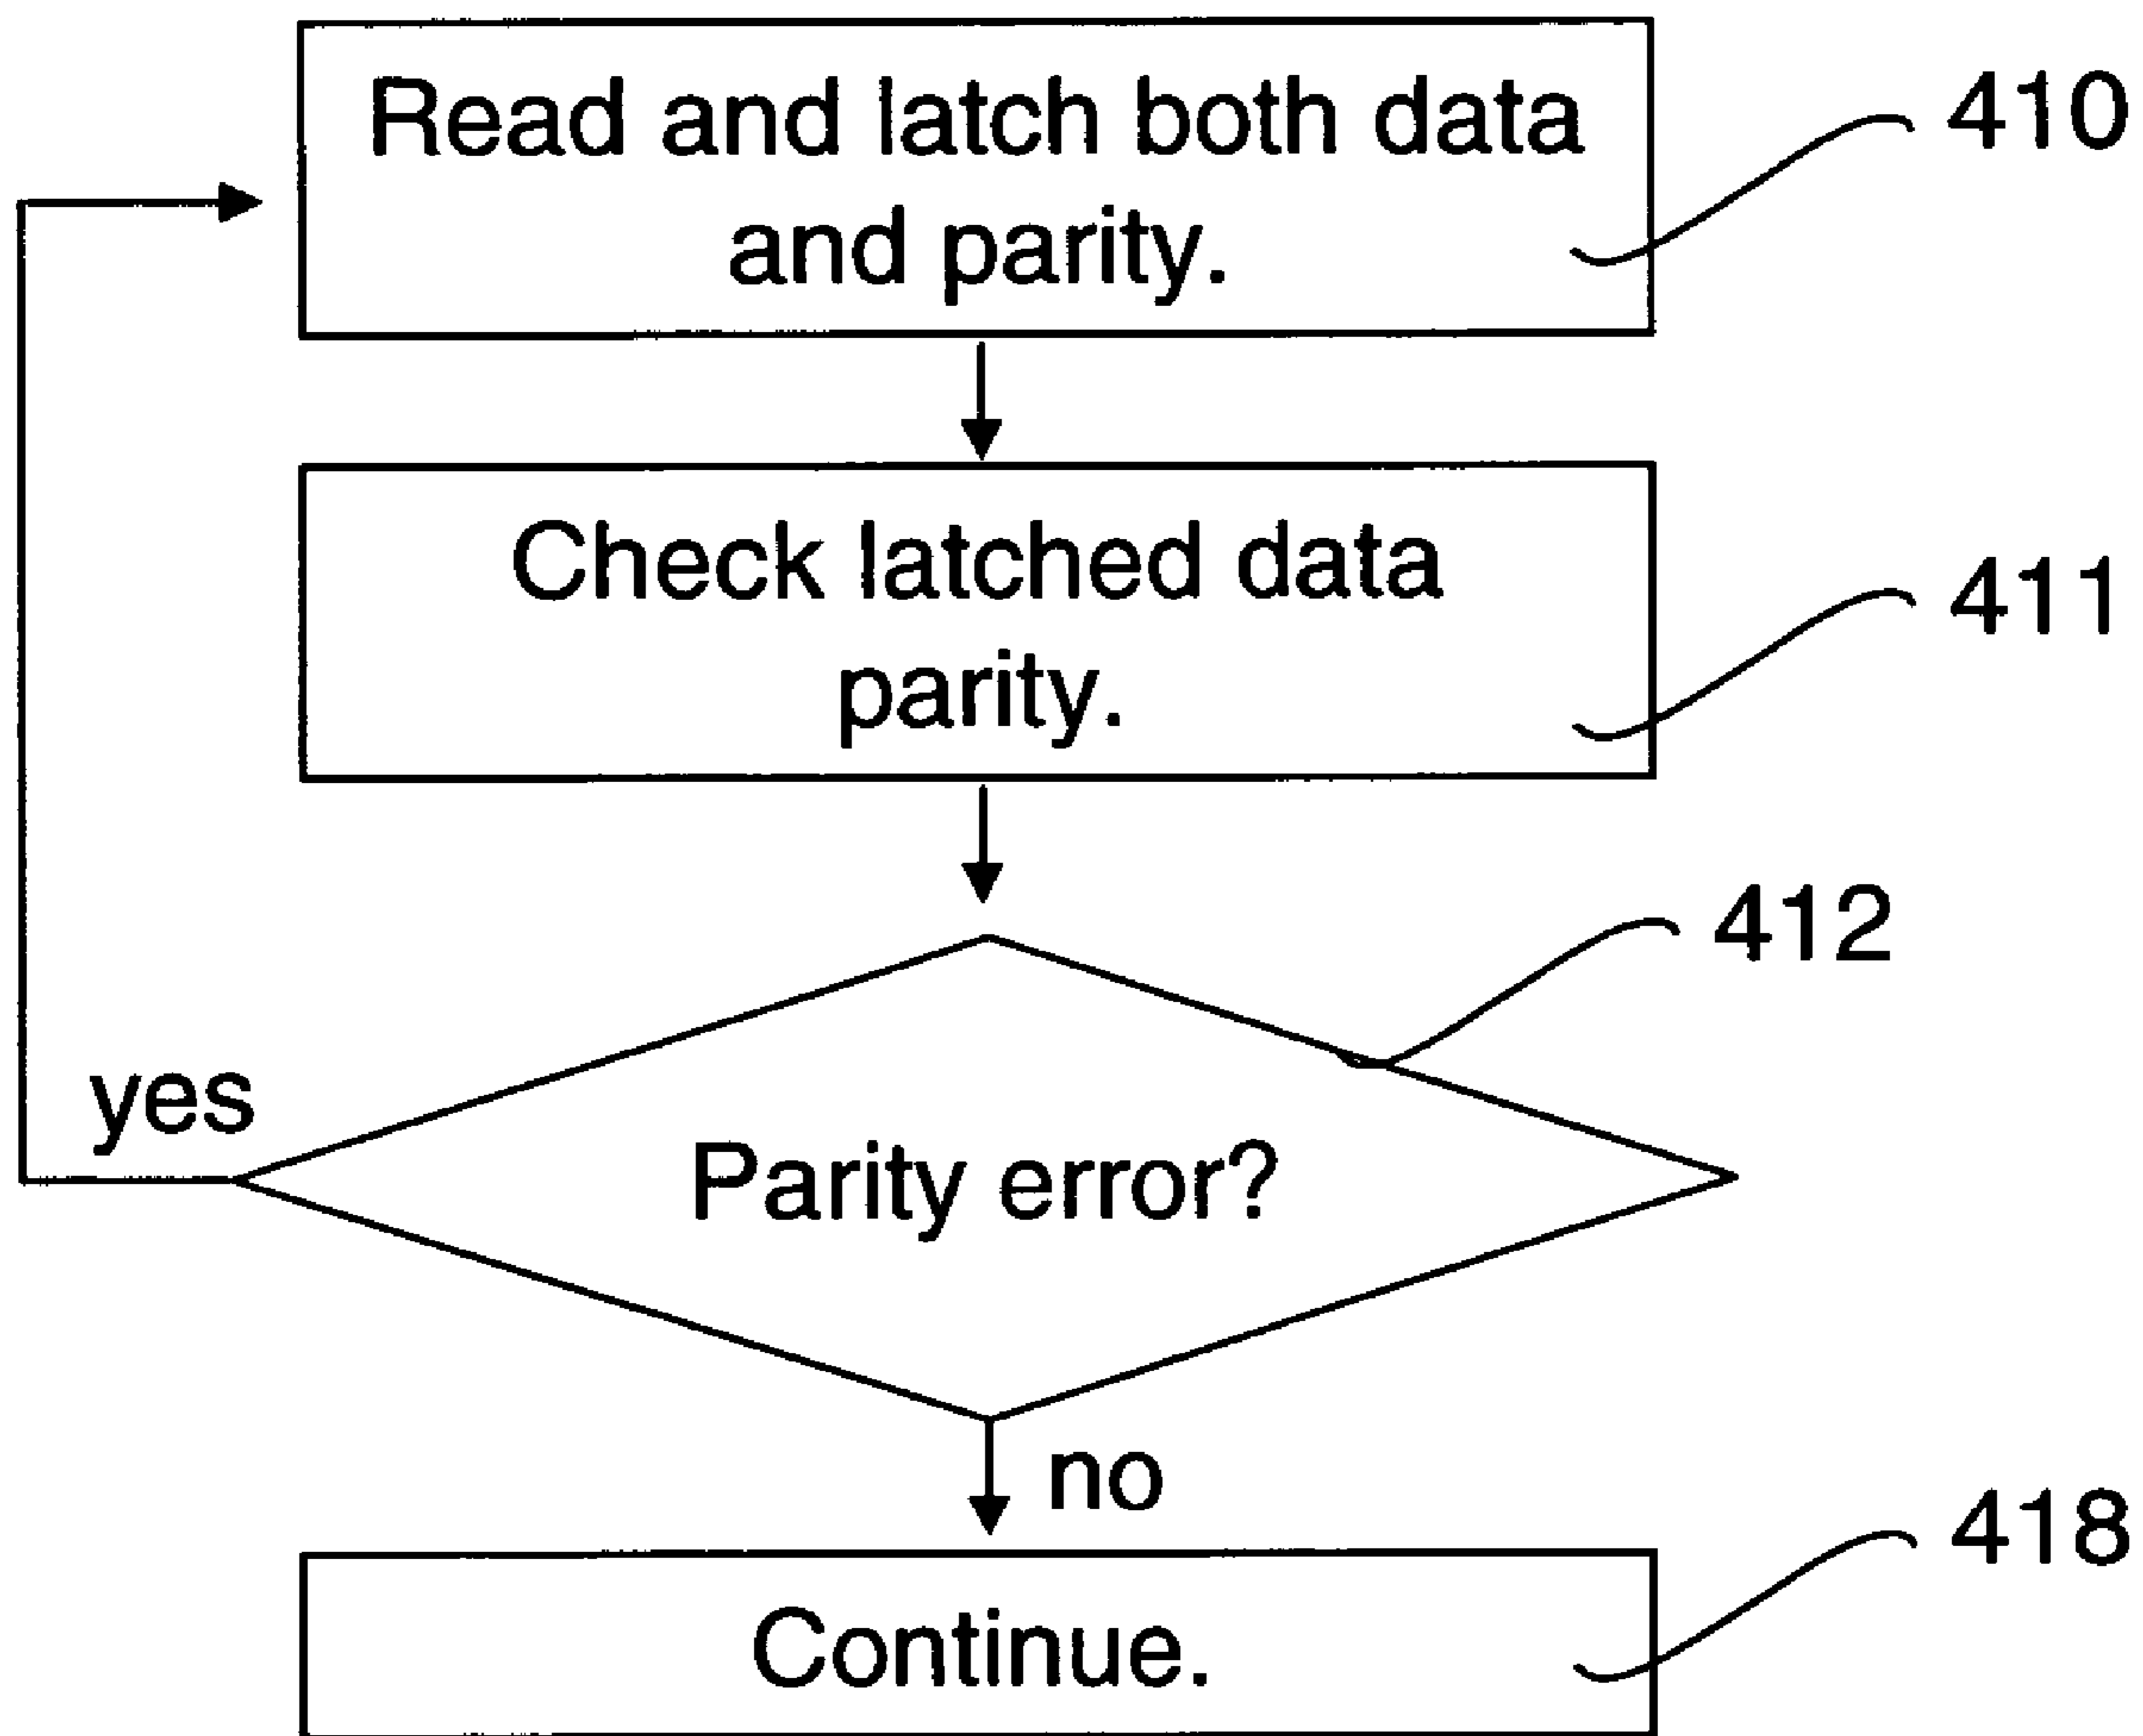 Read and latch both data
and parity.
410
Check latched data
parity.
411
412
yes
Parity error?
no
418
Continue.